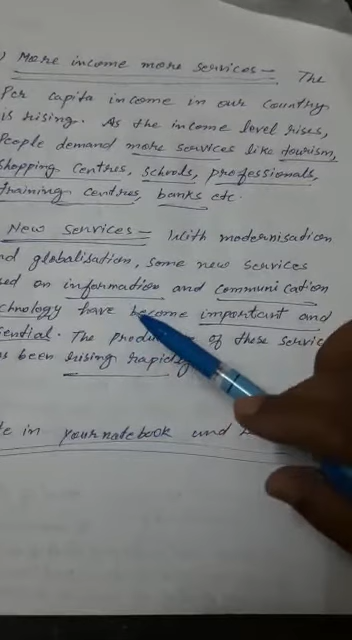 ) More income more services - The
Per capita income in our country
is rising. As the income level rises,
People demand more services like tourism,
shopping centres, schools, professionals,
training centres, banks etc.
New Services - With modernisation
nd globalisation, some new services
sed on information and communication
chnology have become important and
ential. The produ of these servic
s been rising rapidly
te in your notebook and